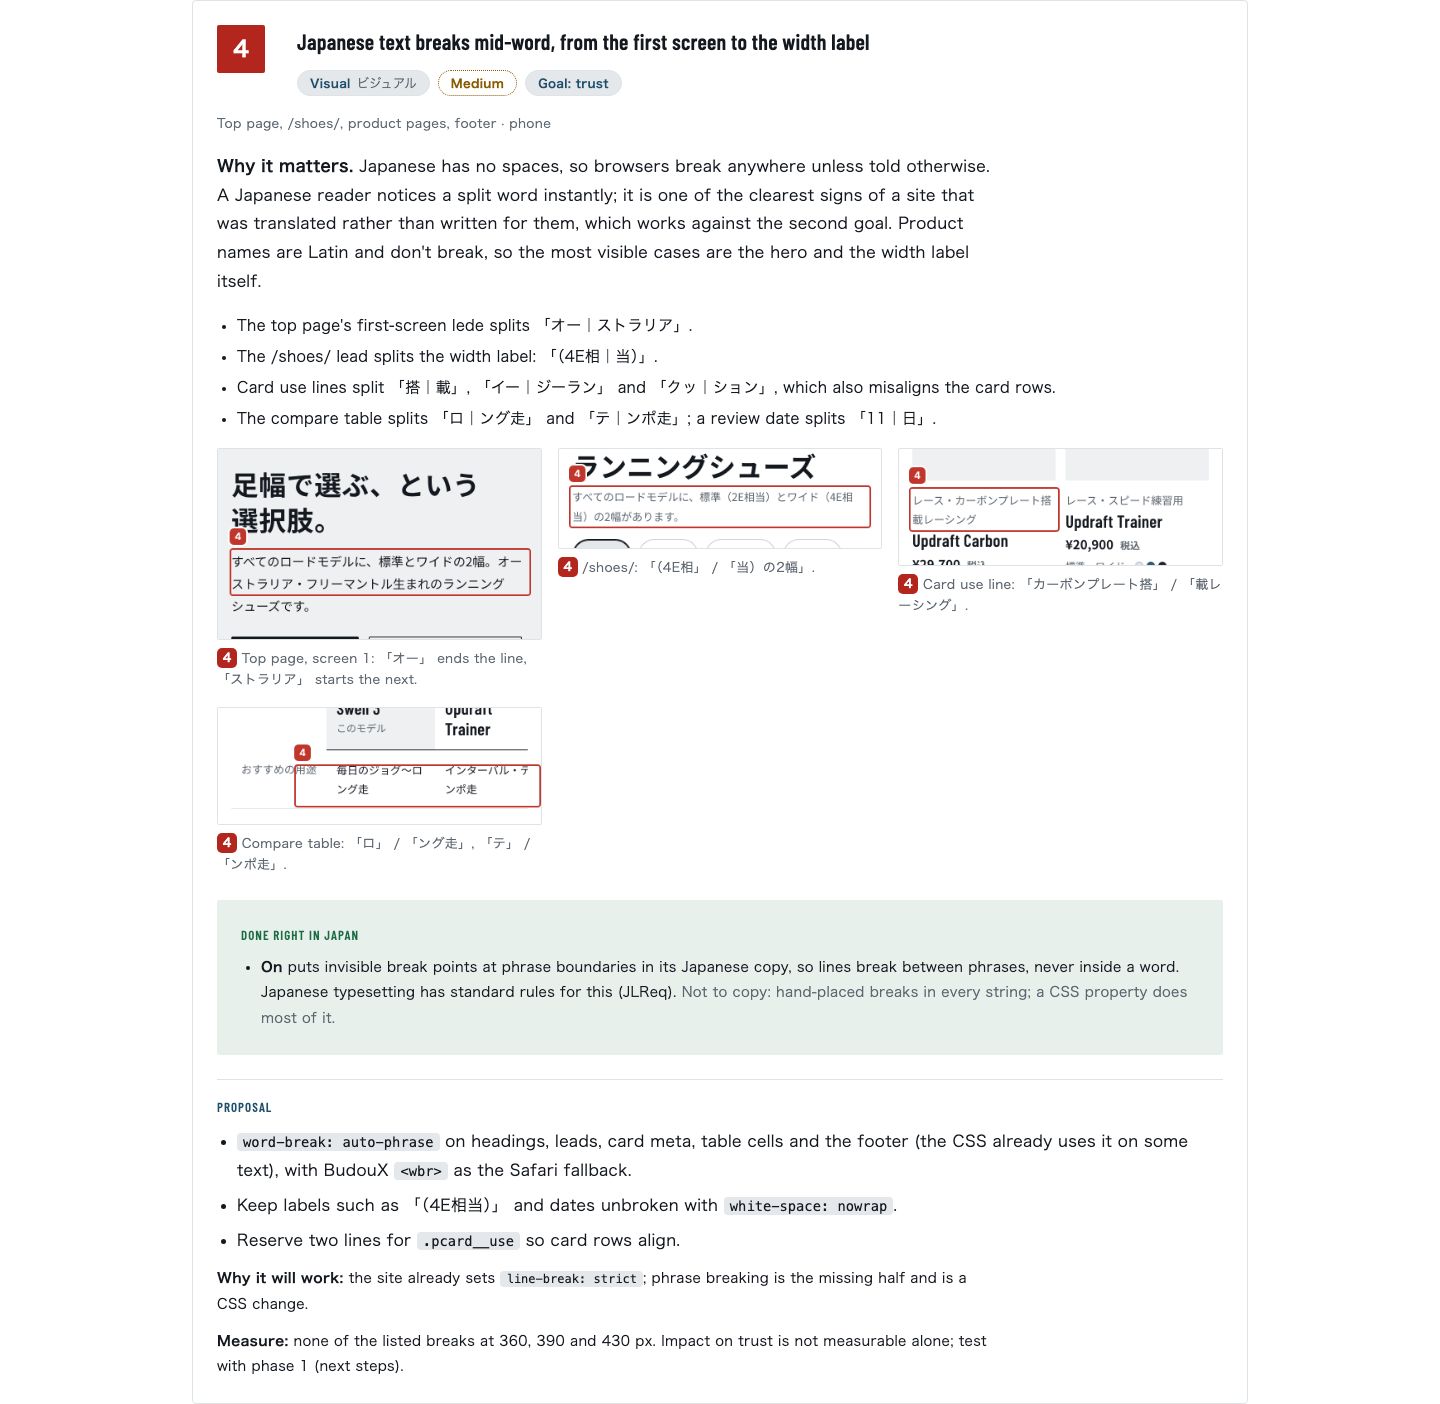 4
Japanese text breaks mid-word, from the first screen to the width label
Visual ビジュアル
Medium
Goal: trust
Top page, /shoes/, product pages, footer · phone
Why it matters. Japanese has no spaces, so browsers break anywhere unless told otherwise.
A Japanese reader notices a split word instantly; it is one of the clearest signs of a site that
was translated rather than written for them, which works against the second goal. Product
names are Latin and don't break, so the most visible cases are the hero and the width label
itself.
• The top page's first-screen lede splits 「オー｜ストラリア」.
• The /shoes/ lead splits the width label: 「（4E相｜当）」.
• Card use lines split 「搭｜載」, 「イー｜ジーラン」 and 「クッ｜ション」, which also misaligns the card rows.
• The compare table splits 「ロ｜ング走」 and 「テ｜ンポ走」; a review date splits 「11｜日」.
足幅で選ぶ、という
選択肢。
4
すべてのロードモデルに、標準とワイドの2幅。オー
ストラリア・フリーマントル生まれのランニング
シューズです。
4 Top page, screen 1: 「オー」 ends the line,
「ストラリア」 starts the next.
ランニングシューズ
4
すべてのロードモデルに、標準（2E相当）とワイド（4E相
当）の2幅があります。
4 /shoes/: 「（4E相」 / 「当）の2幅」.
4
レース・カーボンプレート搭
載レーシング
Updraft Carbon
¥29,700 税込
レース・スピード練習用
Updraft Trainer
¥20,900 税込
4 Card use line: 「カーボンプレート搭」 / 「載レ
ーシング」.
Swell 3
このモデル
Updraft
Trainer
4
おすすめの用途
毎日のジョグ〜ロ
ング走
インターバル・テ
ンポ走
4 Compare table: 「ロ」 / 「ング走」, 「テ」 /
「ンポ走」.
DONE RIGHT IN JAPAN
• On puts invisible break points at phrase boundaries in its Japanese copy, so lines break between phrases, never inside a word.
Japanese typesetting has standard rules for this (JLReq). Not to copy: hand-placed breaks in every string; a CSS property does
most of it.
PROPOSAL
• word-break: auto-phrase on headings, leads, card meta, table cells and the footer (the CSS already uses it on some
text), with BudouX <wbr> as the Safari fallback.
• Keep labels such as 「（4E相当）」 and dates unbroken with white-space: nowrap.
• Reserve two lines for .pcard__use so card rows align.
Why it will work: the site already sets line-break: strict; phrase breaking is the missing half and is a
CSS change.
Measure: none of the listed breaks at 360, 390 and 430 px. Impact on trust is not measurable alone; test
with phase 1 (next steps).